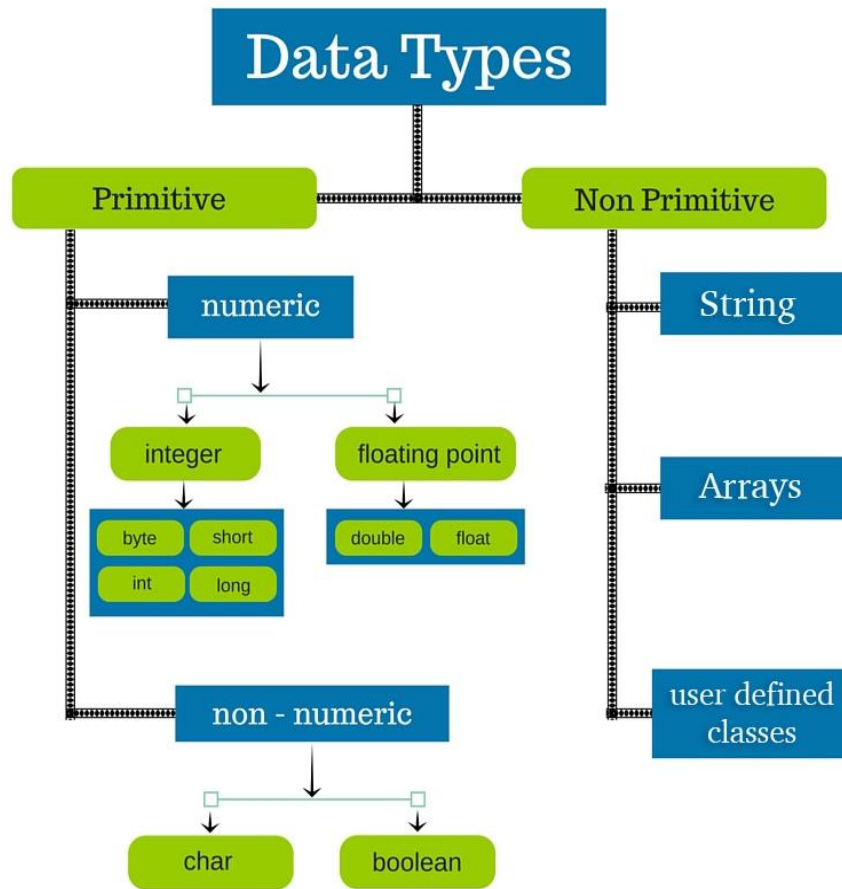 Data Types
Primitive
Non Primitive
numeric
String
integer
floating point
Arrays
byte
short
double
float
int
long
non - numeric
user defined
classes
char
boolean